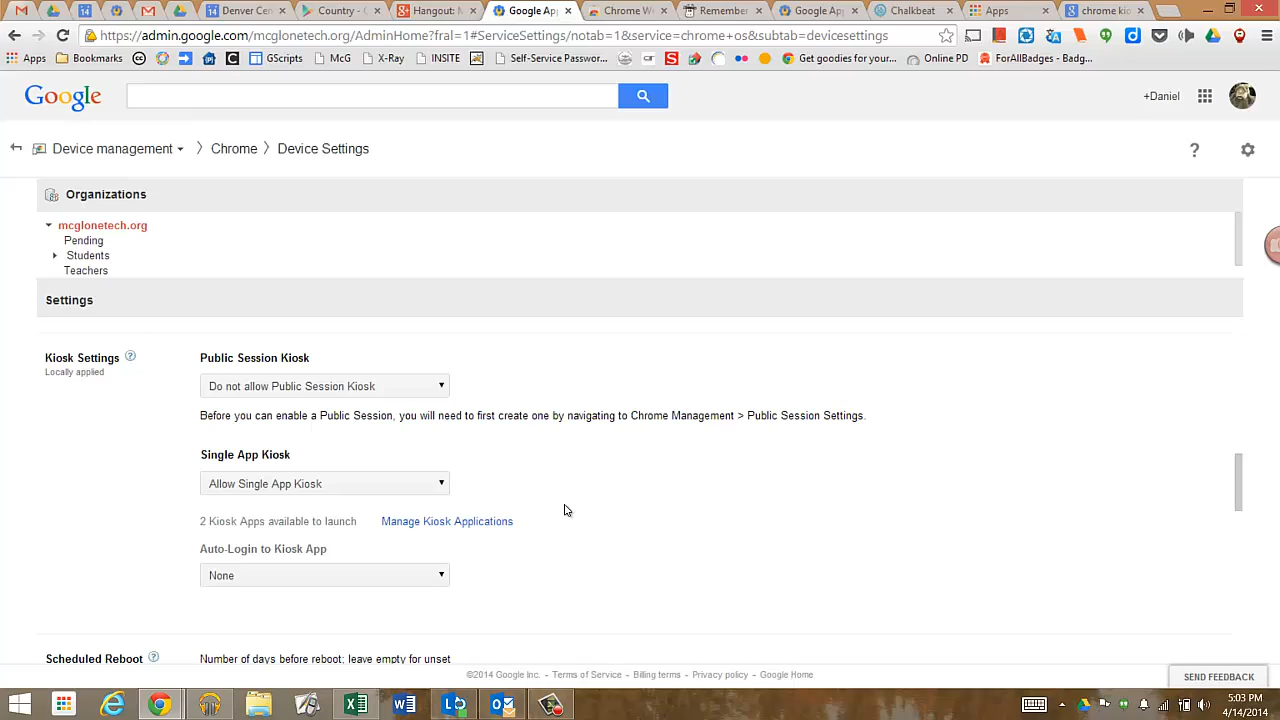 Denver Cen
Country - C
Hangout: M
Google App
Chrome We
Remember
Google App
Chalkbeat
Apps
chrome kio
https://admin.google.com/mcglonetech.org/AdminHome?fral=1#ServiceSettings/notab=1&service=chrome+os&subtab=devicesettings
Apps Bookmarks GScripts McG X-Ray INSITE Self-Service Passwor... Get goodies for your... Online PD ForAllBadges - Badg...
Google
+Daniel
Device management Chrome Device Settings
Organizations
mcglonetech.org
Pending
Students
Teachers
Settings
Kiosk Settings
Locally applied
Public Session Kiosk
Do not allow Public Session Kiosk
Before you can enable a Public Session, you will need to first create one by navigating to Chrome Management > Public Session Settings.
Single App Kiosk
Allow Single App Kiosk
2 Kiosk Apps available to launch Manage Kiosk Applications
Auto-Login to Kiosk App
None
Scheduled Reboot
Number of days before reboot; leave empty for unset
©2014 Google Inc. - Terms of Service - Billing terms - Privacy policy - Google Home
SEND FEEDBACK
5:03 PM
4/14/2014